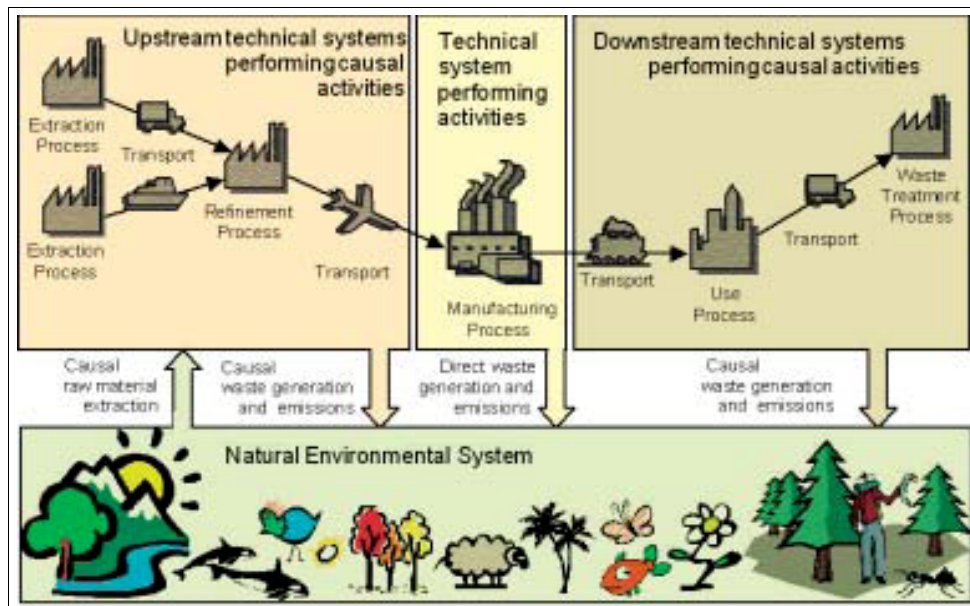 Upstream technical systems
performing causal
activities
Extraction
Process
Transport
Extraction
Process
Refinement
Process
Transport
Technical
system
performing
activities
Manufacturing
Process
Downstream technical systems
performing causal activities
Transport
Use
Process
Transport
Waste
Treatment
Process
Causal
raw material
extraction
Causal
waste generation
and emissions
Direct waste
generation and
emissions
Causal
waste generation
and emissions
Natural Environmental System